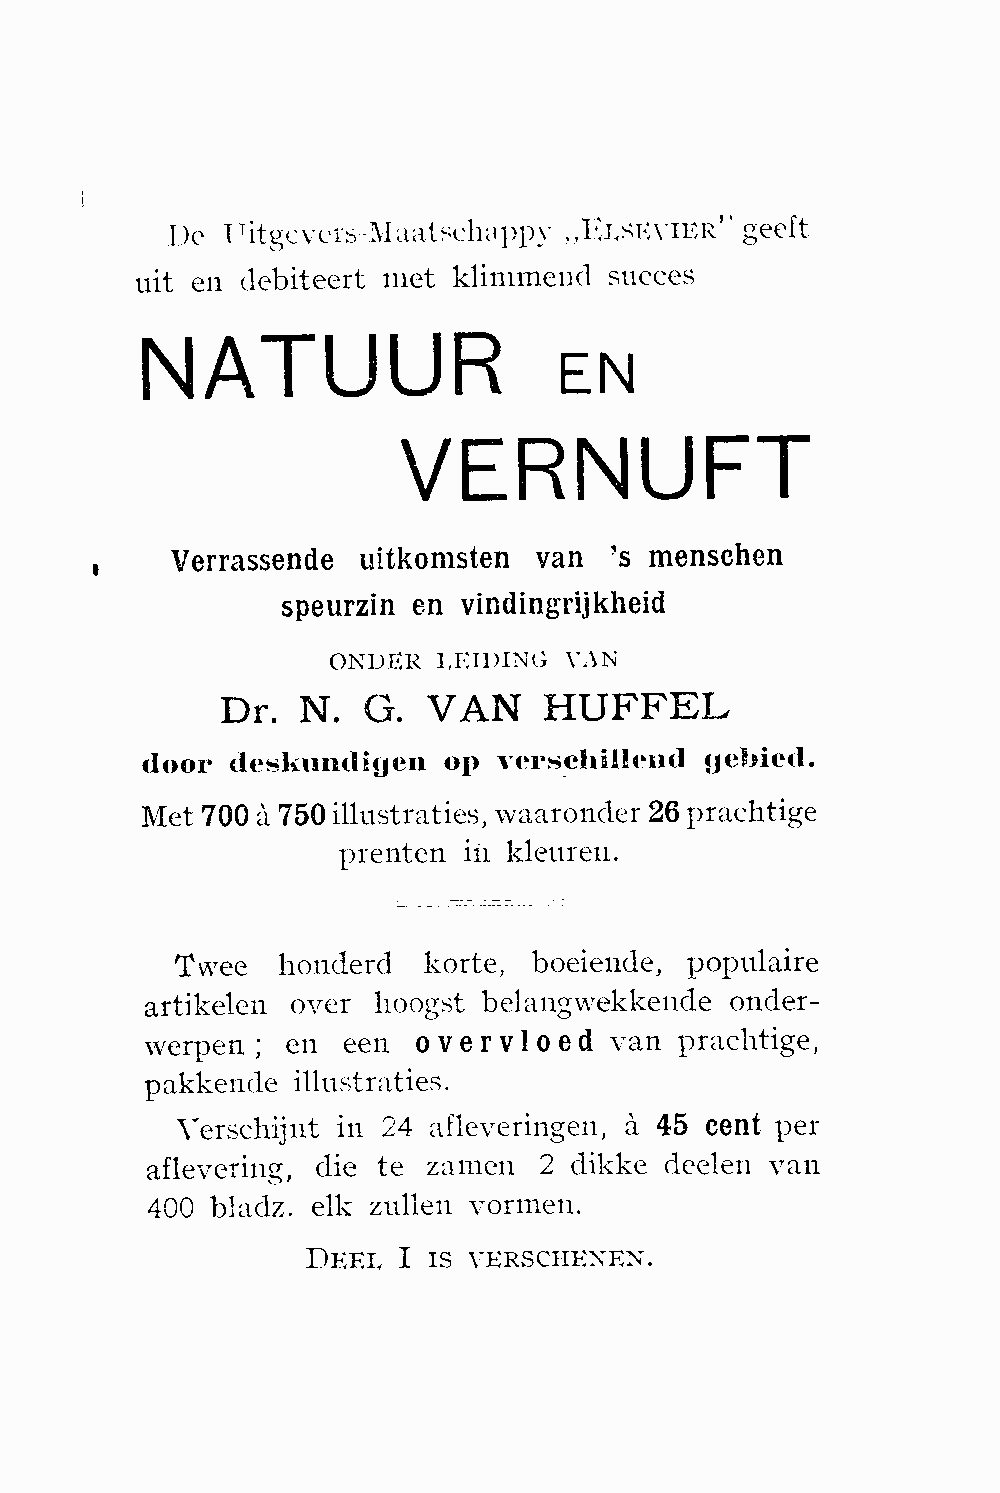 De Uitgevers-Maatschappy „ELSEVIER” geeft
uit en debiteert met klimmend succes
NATUUR EN
VERNUFT
Verrassende uitkomsten van 's menschen
speurzin en vindingrijkheid
ONDER LEIDING VAN
Dr. N. G. VAN HUFFEL
door deskundigen op verschillend gebied.
Met 700 à 750 illustraties, waaronder 26 prachtige
prenten in kleuren.
Twee honderd korte, boeiende, populaire
artikelen over hoogst belangwekkende onder-
werpen ; en een overvloed van prachtige,
pakkende illustraties.
Verschijnt in 24 afleveringen, à 45 cent per
aflevering, die te zamen 2 dikke deelen van
400 bladz. elk zullen vormen.
DEEL I IS VERSCHENEN.